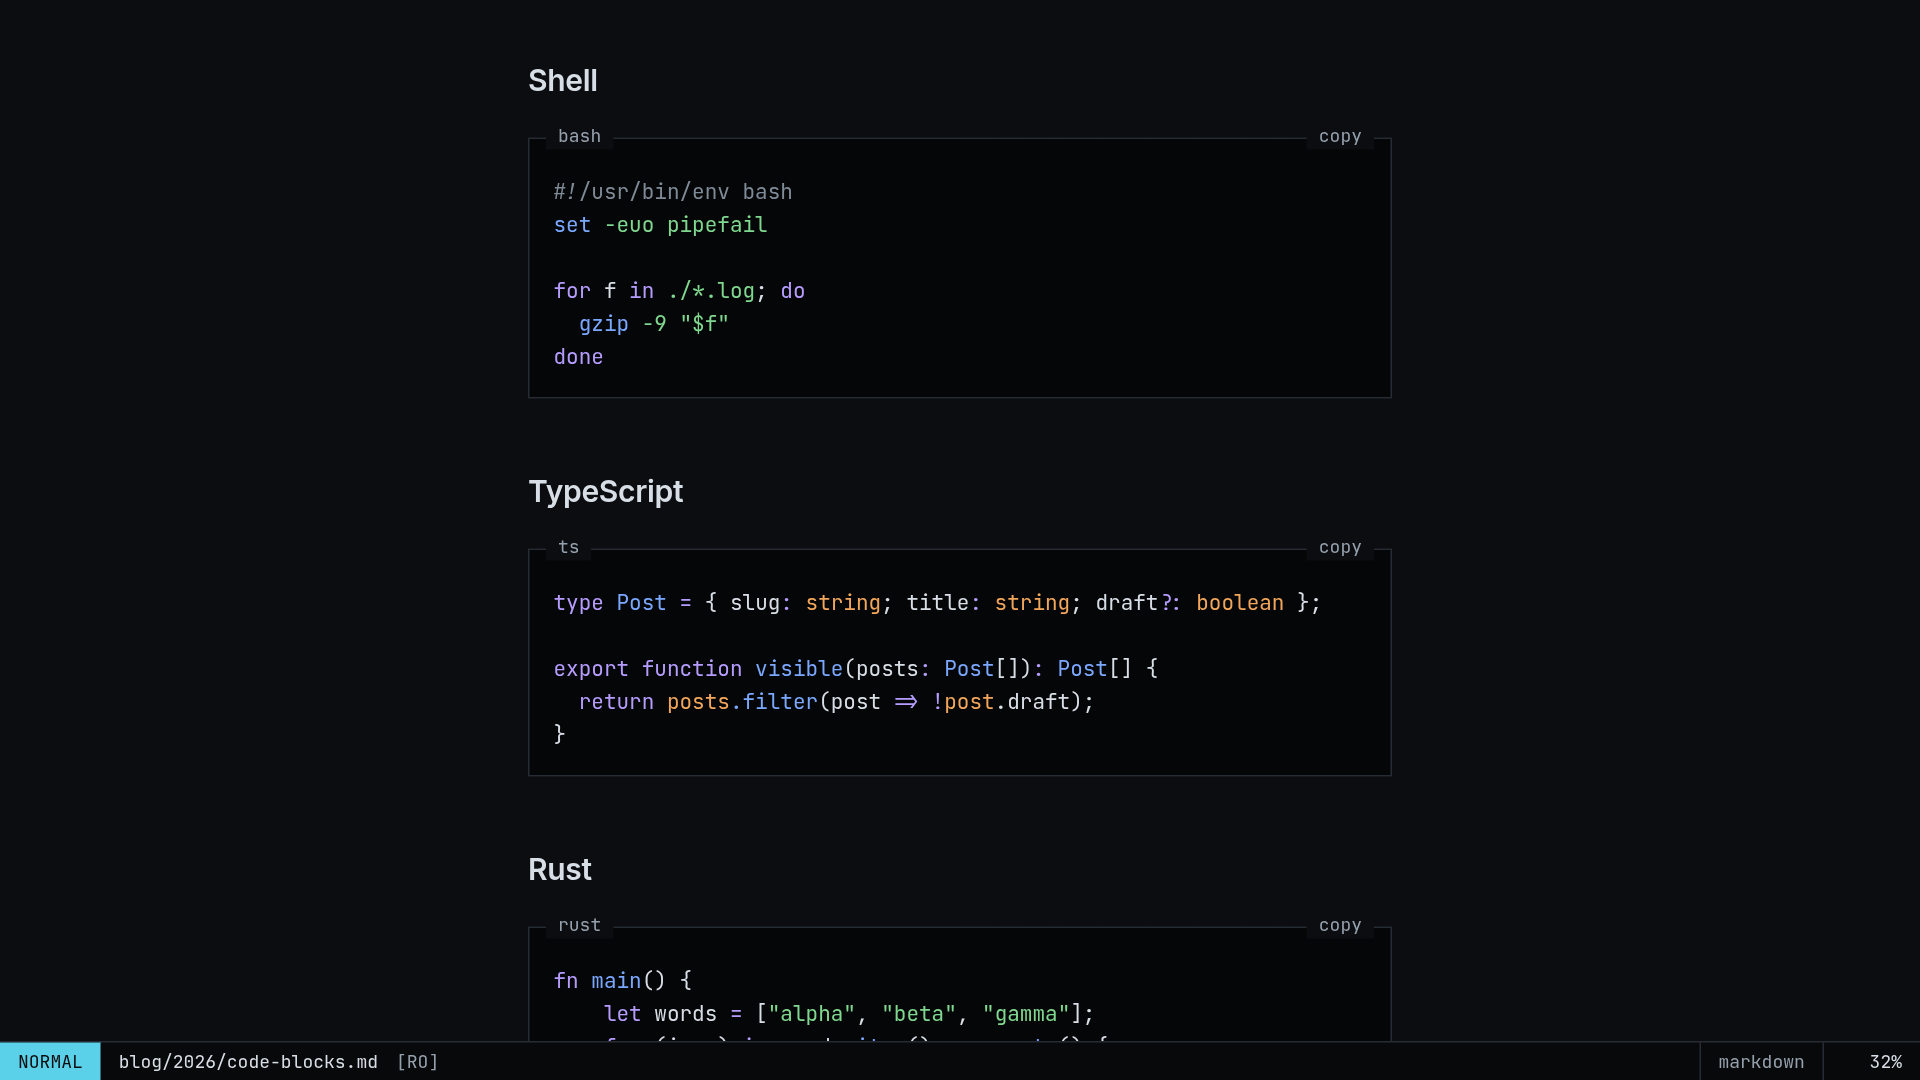 Shell
bash
copy
#!/usr/bin/env bash
set -euo pipefail
for f in ./*.log; do
  gzip -9 "$f"
done
TypeScript
ts
copy
type Post = { slug: string; title: string; draft?: boolean };
export function visible(posts: Post[]): Post[] {
  return posts.filter(post => !post.draft);
}
Rust
rust
copy
fn main() {
    let words = ["alpha", "beta", "gamma"];
NORMAL blog/2026/code-blocks.md [RO] markdown 32%